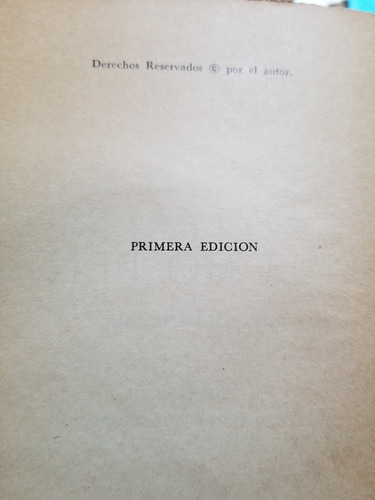 Derechos Reservados © por el autor.
PRIMERA EDICION